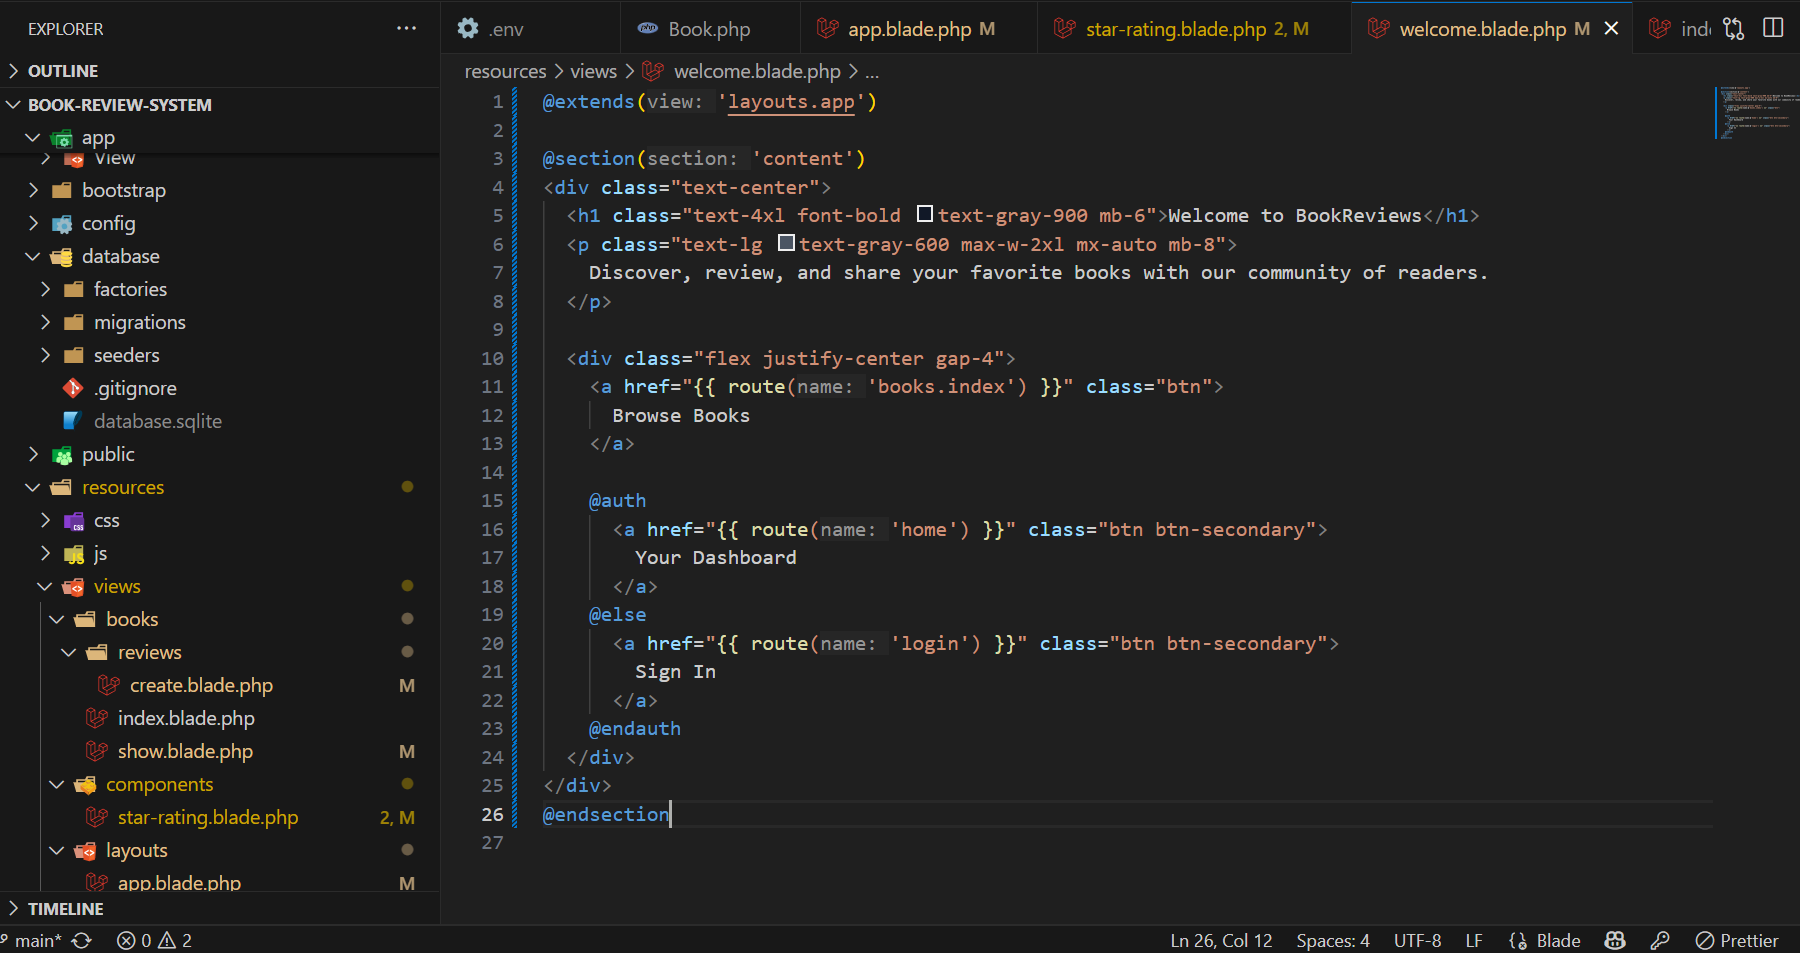 EXPLORER
OUTLINE
BOOK-REVIEW-SYSTEM
app
View
bootstrap
config
database
factories
migrations
seeders
.gitignore
database.sqlite
public
resources
css
js
views
books
reviews
create.blade.php M
index.blade.php
show.blade.php M
components
star-rating.blade.php 2, M
layouts
app.blade.php M
TIMELINE
.env
Book.php
app.blade.php M
star-rating.blade.php 2, M
welcome.blade.php M
resources > views > welcome.blade.php > ...
1 @extends(view: 'layouts.app')
2
3 @section(section: 'content')
4 <div class="text-center">
5 <h1 class="text-4xl font-bold text-gray-900 mb-6">Welcome to BookReviews</h1>
6 <p class="text-lg text-gray-600 max-w-2xl mx-auto mb-8">
7 Discover, review, and share your favorite books with our community of readers.
8 </p>
9
10 <div class="flex justify-center gap-4">
11 <a href="{{ route(name: 'books.index') }}" class="btn">
12 Browse Books
13 </a>
14
15 @auth
16 <a href="{{ route(name: 'home') }}" class="btn btn-secondary">
17 Your Dashboard
18 </a>
19 @else
20 <a href="{{ route(name: 'login') }}" class="btn btn-secondary">
21 Sign In
22 </a>
23 @endauth
24 </div>
25 </div>
26 @endsection
27
main* 0 2
Ln 26, Col 12 Spaces: 4 UTF-8 LF Blade Prettier